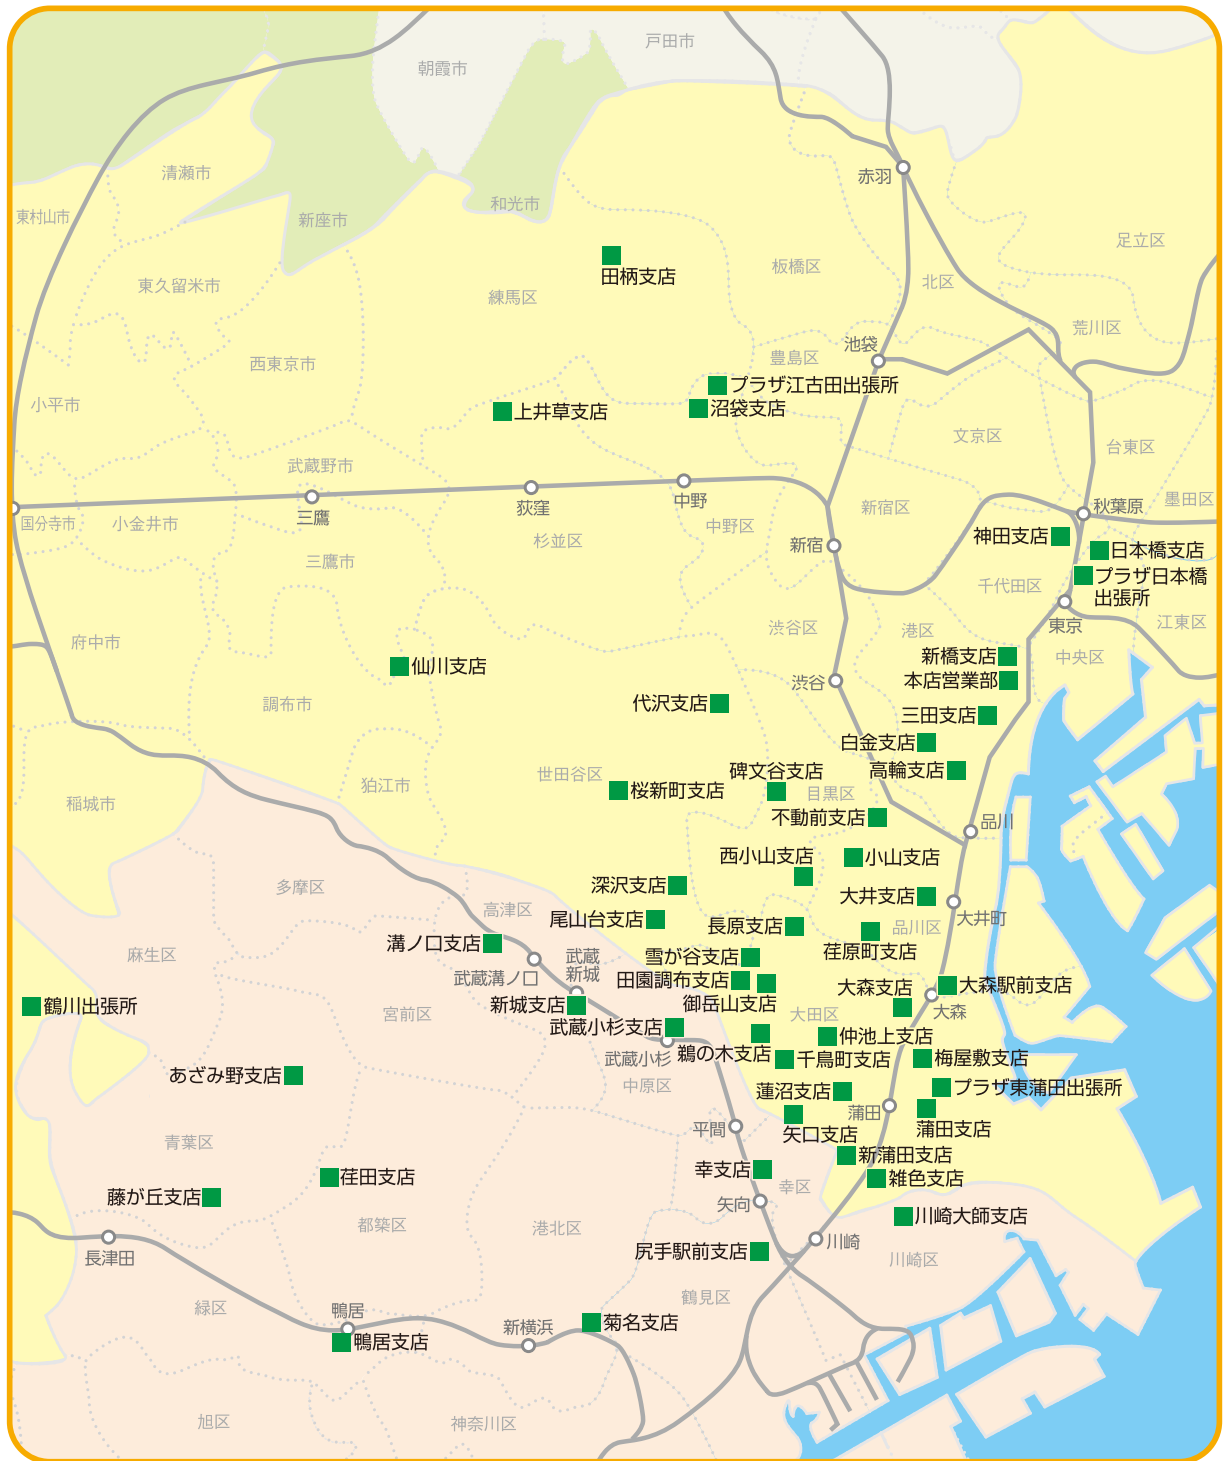 戸田市
朝霞市
清瀬市
赤羽
和光市
東村山市
新座市
足立区
田柄支店
板橋区
北区
東久留米市
練馬区
荒川区
池袋
豊島区
西東京市
プラザ江古田出張所
小平市
上井草支店
沼袋支店
文京区
台東区
武蔵野市
中野
墨田区
荻窪
新宿区
秋葉原
三鷹
国分寺市
小金井市
中野区
神田支店
杉並区
新宿
日本橋支店
三鷹市
プラザ日本橋
出張所
千代田区
東京
江東区
渋谷区
港区
府中市
新橋支店
中央区
仙川支店
本店営業部
渋谷
調布市
代沢支店
三田支店
白金支店
碑文谷支店
高輪支店
世田谷区
狛江市
桜新町支店
目黒区
稲城市
不動前支店
品川
西小山支店
小山支店
多摩区
深沢支店
大井支店
高津区
尾山台支店
長原支店
品川区
大井町
溝ノ口支店
荏原町支店
麻生区
武蔵
新城
雪が谷支店
武蔵溝ノ口
田園調布支店
大森支店
大森駅前支店
鶴川出張所
新城支店
御岳山支店
宮前区
大田区
大森
武蔵小杉支店
仲池上支店
武蔵小杉
鵜の木支店
千鳥町支店
梅屋敷支店
あざみ野支店
中原区
蓮沼支店
プラザ東蒲田出張所
蒲田
平間
蒲田支店
矢口支店
青葉区
新蒲田支店
幸支店
荏田支店
雑色支店
幸区
藤が丘支店
矢向
川崎大師支店
都築区
港北区
川崎
尻手駅前支店
長津田
川崎区
鶴見区
緑区
鴨居
菊名支店
新横浜
鴨居支店
旭区
神奈川区